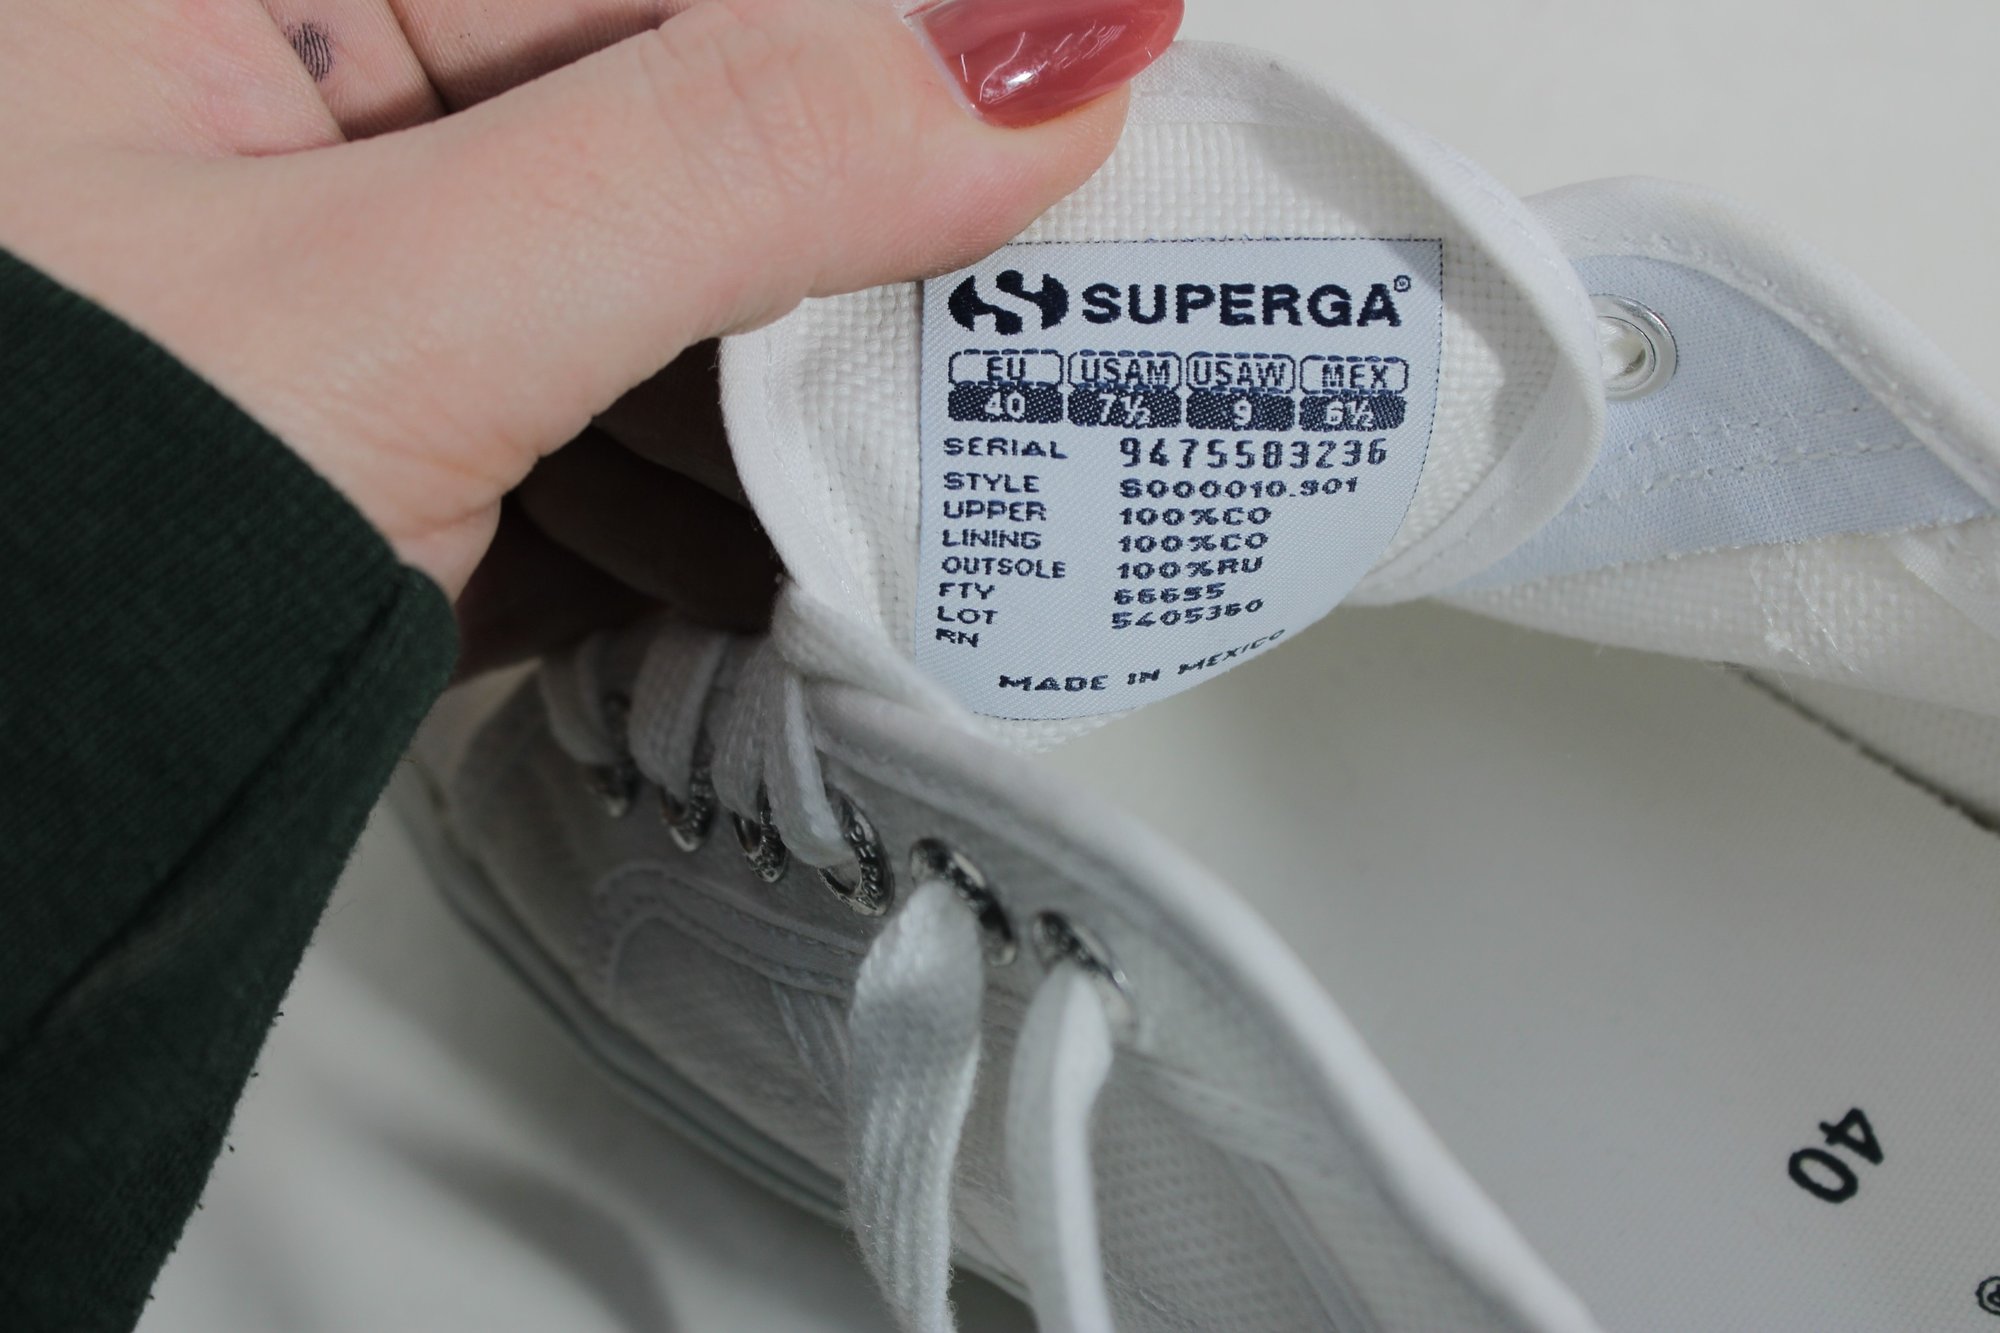 SUPERGA®
EU USAM USAW MEX
40 7½ 9 6½
SERIAL 9475583236
STYLE S000010.901
UPPER 100%CO
LINING 100%CO
OUTSOLE 100%RU
FTY 66695
LOT 5405360
RN
MADE IN MEXICO
40
®